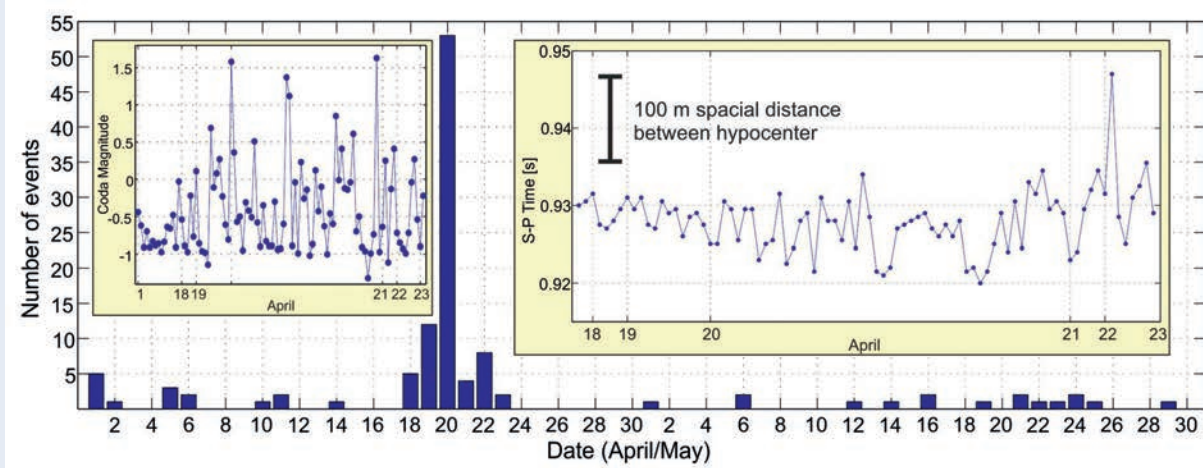 55
50
45
40
35
30
25
20
15
10
5
Number of events
1.5
1
0.5
0
-0.5
-1
Coda Magnitude
1 18 19 21 22 23
April
0.95
0.94
0.93
0.92
S-P Time [s]
100 m spacial distance
between hypocenter
18 19 20 21 22 23
April
2 4 6 8 10 12 14 16 18 20 22 24 26 28 30 2 4 6 8 10 12 14 16 18 20 22 24 26 28 30
Date (April/May)